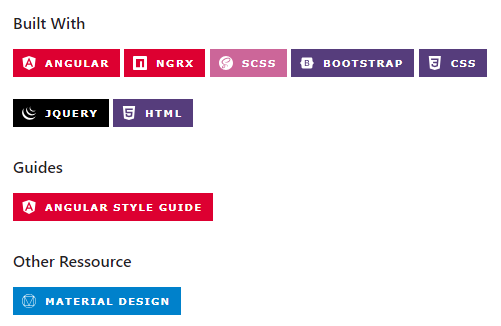 Built With
ANGULAR NGRX SCSS BOOTSTRAP CSS
JQUERY HTML
Guides
ANGULAR STYLE GUIDE
Other Ressource
MATERIAL DESIGN